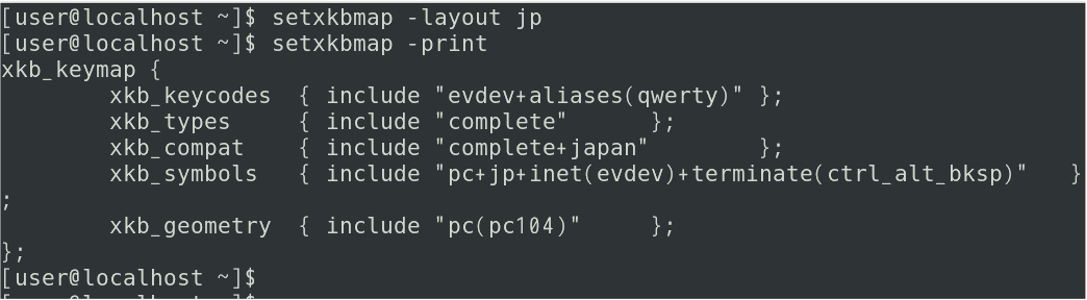 [user@localhost ~]$ setxkbmap -layout jp
[user@localhost ~]$ setxkbmap -print
xkb_keymap {
        xkb_keycodes  { include "evdev+aliases(qwerty)" };
        xkb_types     { include "complete"      };
        xkb_compat    { include "complete+japan"        };
        xkb_symbols   { include "pc+jp+inet(evdev)+terminate(ctrl_alt_bksp)"   }
;
        xkb_geometry  { include "pc(pc104)"     };
};
[user@localhost ~]$